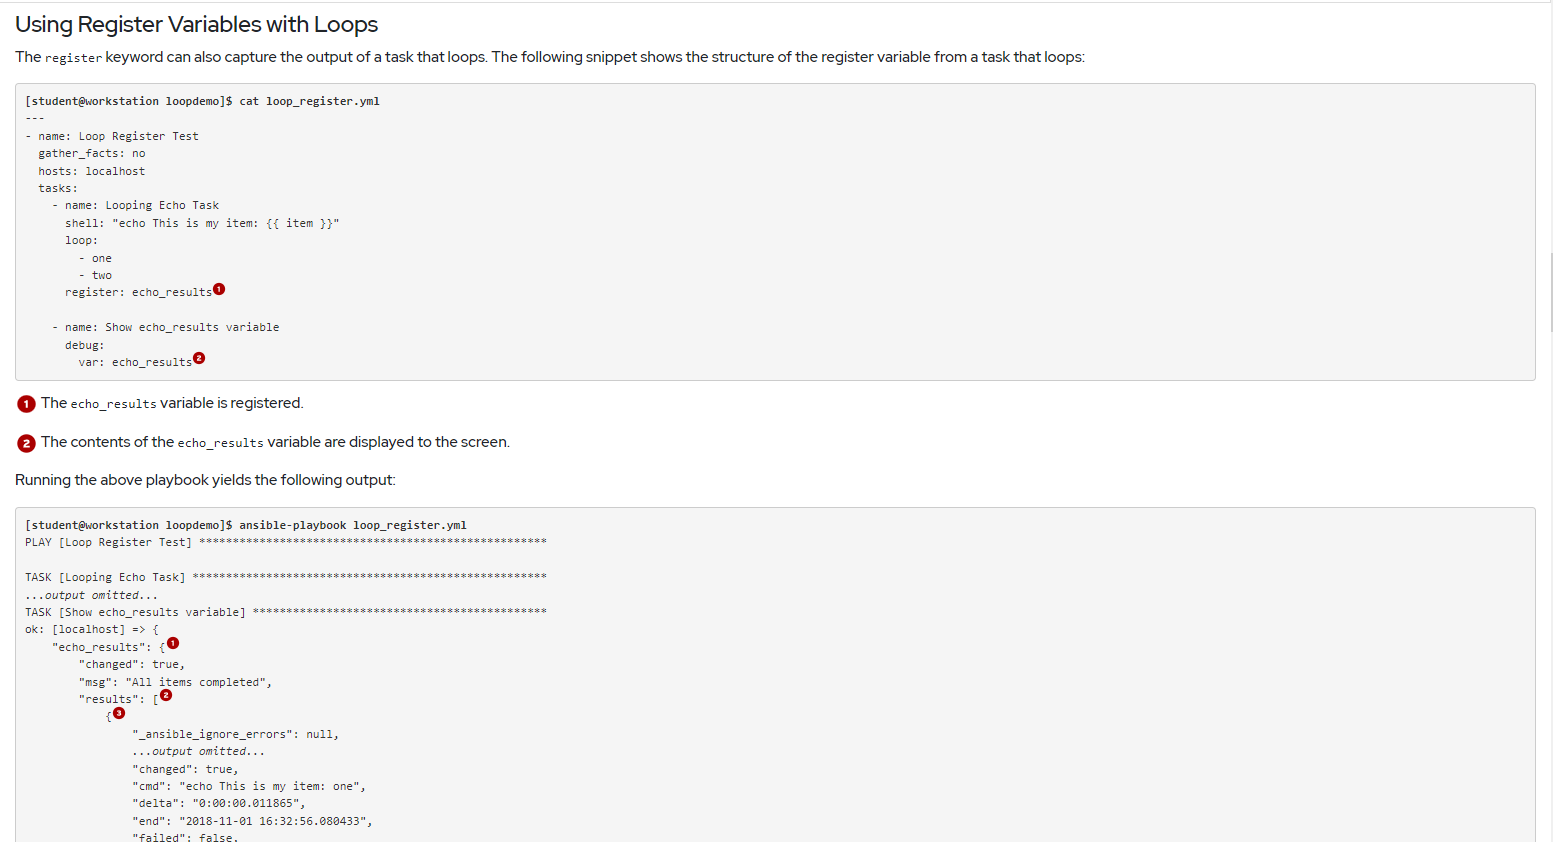 Using Register Variables with Loops
The register keyword can also capture the output of a task that loops. The following snippet shows the structure of the register variable from a task that loops:
[student@workstation loopdemo]$ cat loop_register.yml
---
- name: Loop Register Test
  gather_facts: no
  hosts: localhost
  tasks:
    - name: Looping Echo Task
      shell: "echo This is my item: {{ item }}"
      loop:
        - one
        - two
      register: echo_results 1
    - name: Show echo_results variable
      debug:
        var: echo_results 2
1 The echo_results variable is registered.
2 The contents of the echo_results variable are displayed to the screen.
Running the above playbook yields the following output:
[student@workstation loopdemo]$ ansible-playbook loop_register.yml
PLAY [Loop Register Test] ****************************************************
TASK [Looping Echo Task] *****************************************************
...output omitted...
TASK [Show echo_results variable] ********************************************
ok: [localhost] => {
    "echo_results": { 1
        "changed": true,
        "msg": "All items completed",
        "results": [ 2
            { 3
                "_ansible_ignore_errors": null,
                ...output omitted...
                "changed": true,
                "cmd": "echo This is my item: one",
                "delta": "0:00:00.011865",
                "end": "2018-11-01 16:32:56.080433",
                "failed": false,